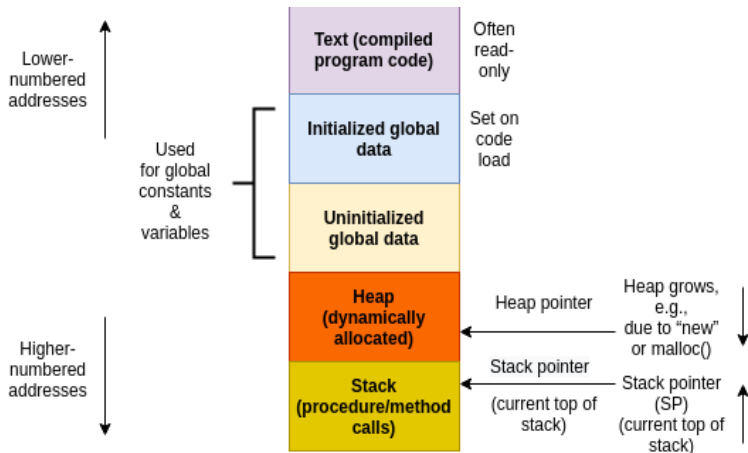 Lower-
numbered
addresses
Text (compiled
program code)
Often
read-
only
Used
for global
constants
&
variables
Initialized global
data
Set on
code
load
Uninitialized
global data
Higher-
numbered
addresses
Heap
(dynamically
allocated)
Heap pointer
Heap grows,
e.g.,
due to “new”
or malloc()
Stack
(procedure/method
calls)
Stack pointer
(current top of
stack)
Stack pointer
(SP)
(current top of
stack)